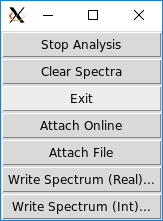 Stop Analysis
Clear Spectra
Exit
Attach Online
Attach File
Write Spectrum (Real)...
Write Spectrum (Int)...